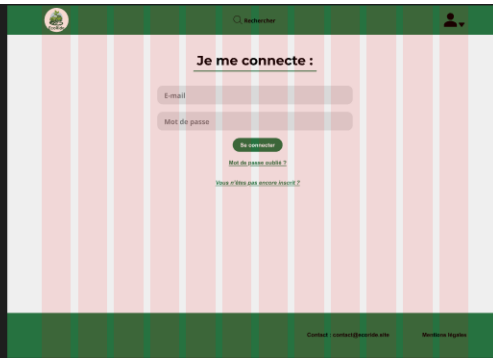 Rechercher
Je me connecte :
E-mail
Mot de passe
Se connecter
Mot de passe oublié ?
Vous n'êtes pas encore inscrit ?
Contact : contact@ecoride.site
Mentions légales